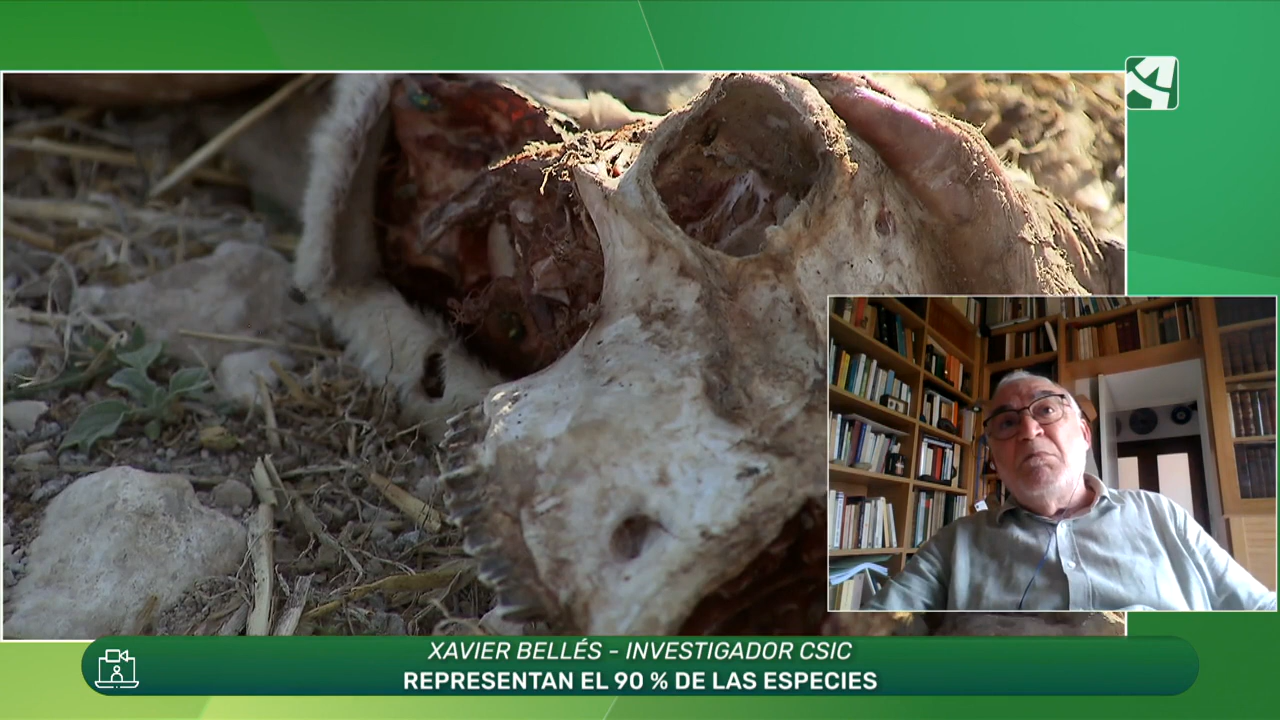 XAVIER BELLÉS - INVESTIGADOR CSIC
REPRESENTAN EL 90 % DE LAS ESPECIES